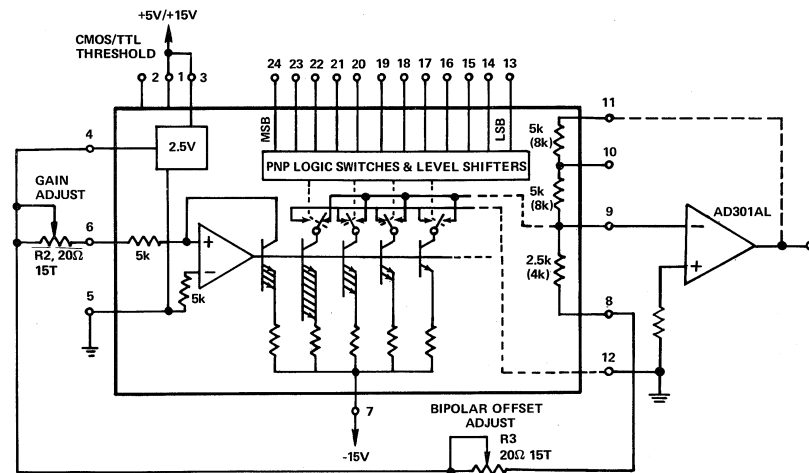 +5V/+15V
CMOS/TTL
THRESHOLD
2 1 3
24 23 22 21 20 19 18 17 16 15 14 13
11
4
2.5V
MSB
LSB
5k
(8k)
10
PNP LOGIC SWITCHES & LEVEL SHIFTERS
GAIN
ADJUST
5k
(8k)
6
9
AD301AL
+
−
R2, 20Ω
15T
5k
−
+
2.5k
(4k)
5k
5
8
12
7
-15V
BIPOLAR OFFSET
ADJUST
R3
20Ω 15T